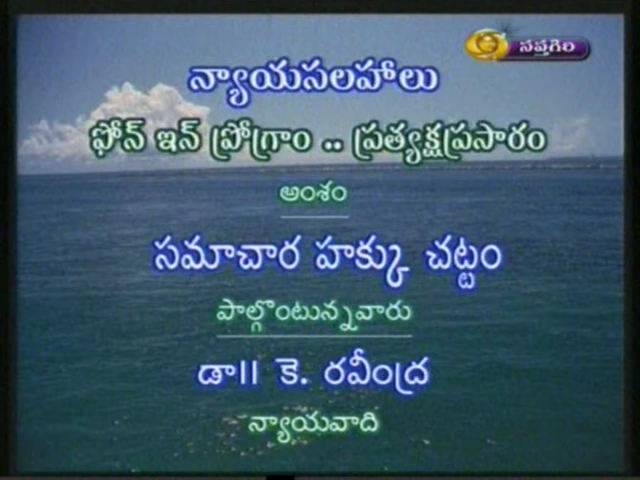 సప్తగిరి
న్యాయసలహాలు
ఫోన్ ఇన్ ప్రోగ్రాం .. ప్రత్యక్షప్రసారం
అంశం
సమాచార హక్కు చట్టం
పాల్గొంటున్నవారు
డా॥ కె. రవీంద్ర
న్యాయవాది